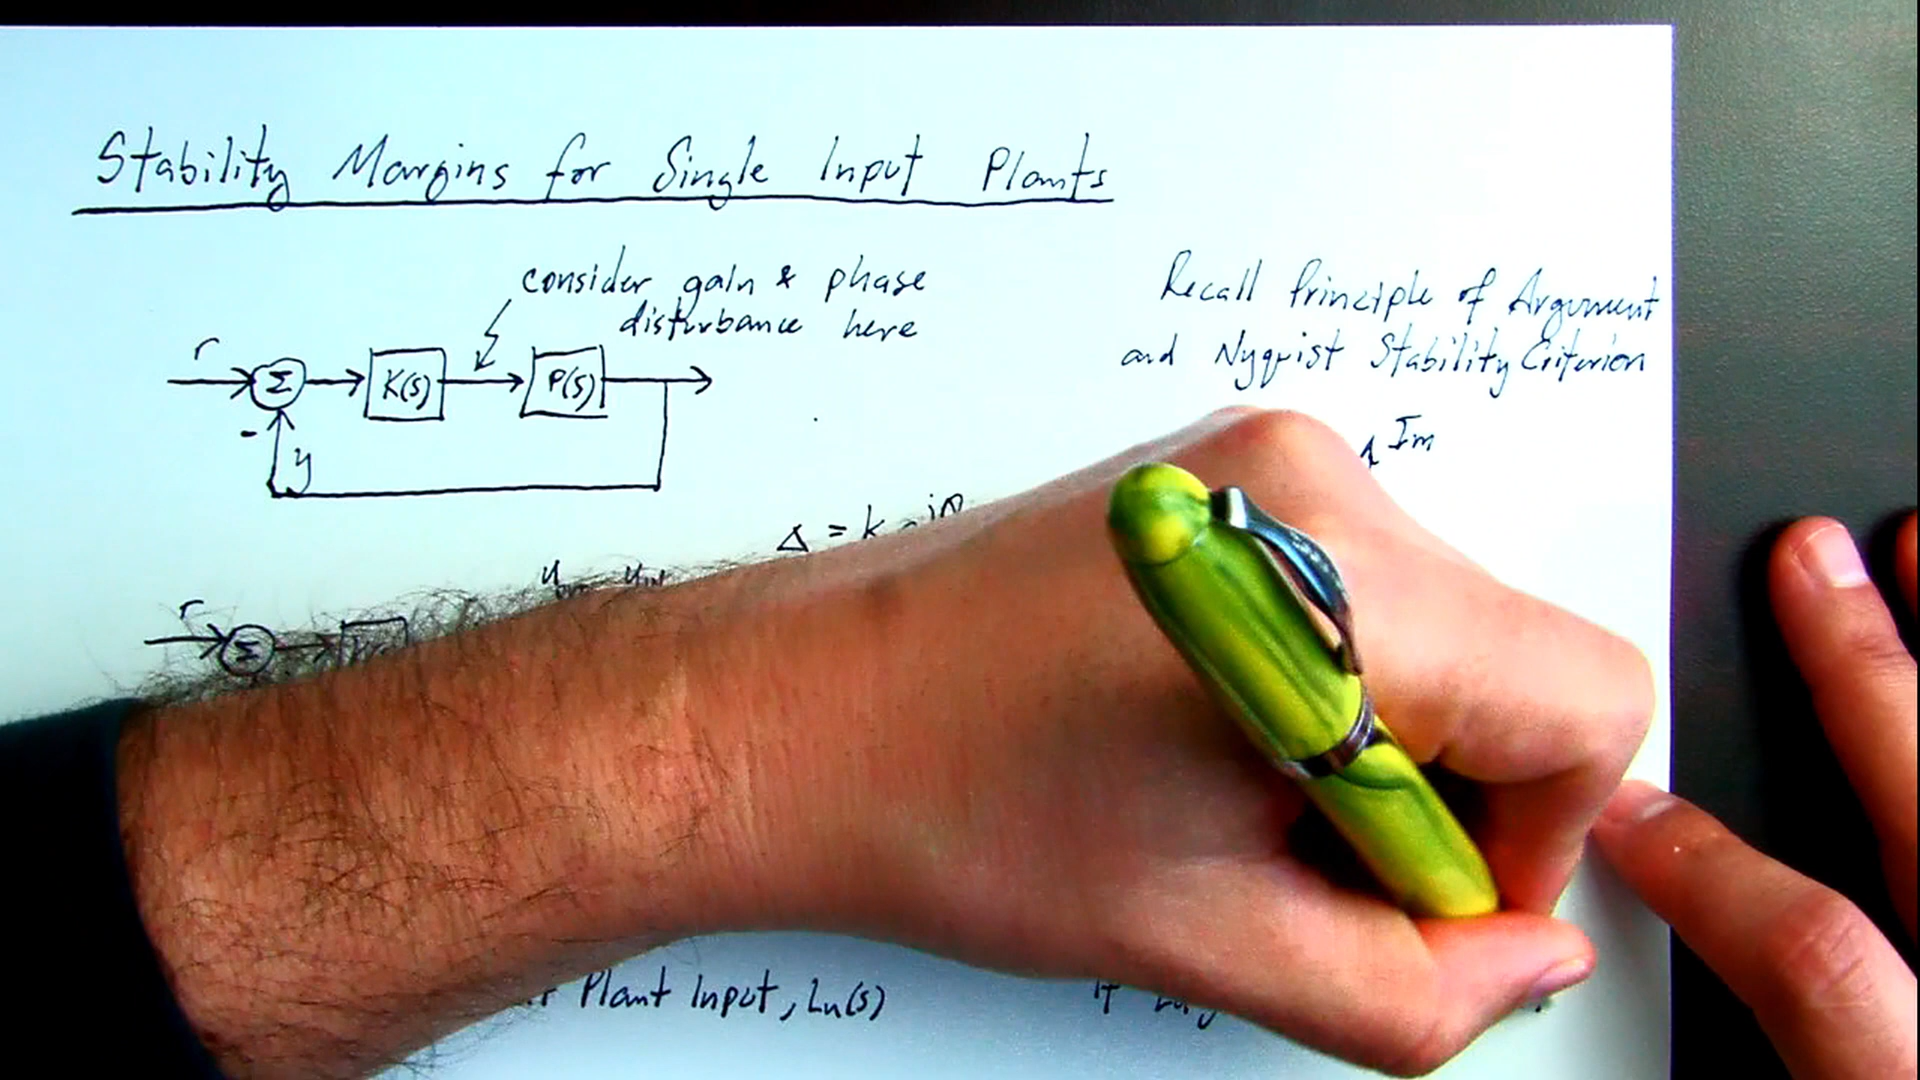 Stability Margins for Single Input Plants
consider gain & phase
disturbance here
r
Σ
K(s)
P(s)
-
y
Recall Principle of Argument
and Nyquist Stability Criterion
Im
Δ = k
r
Σ
Plant Input, Lu(s)